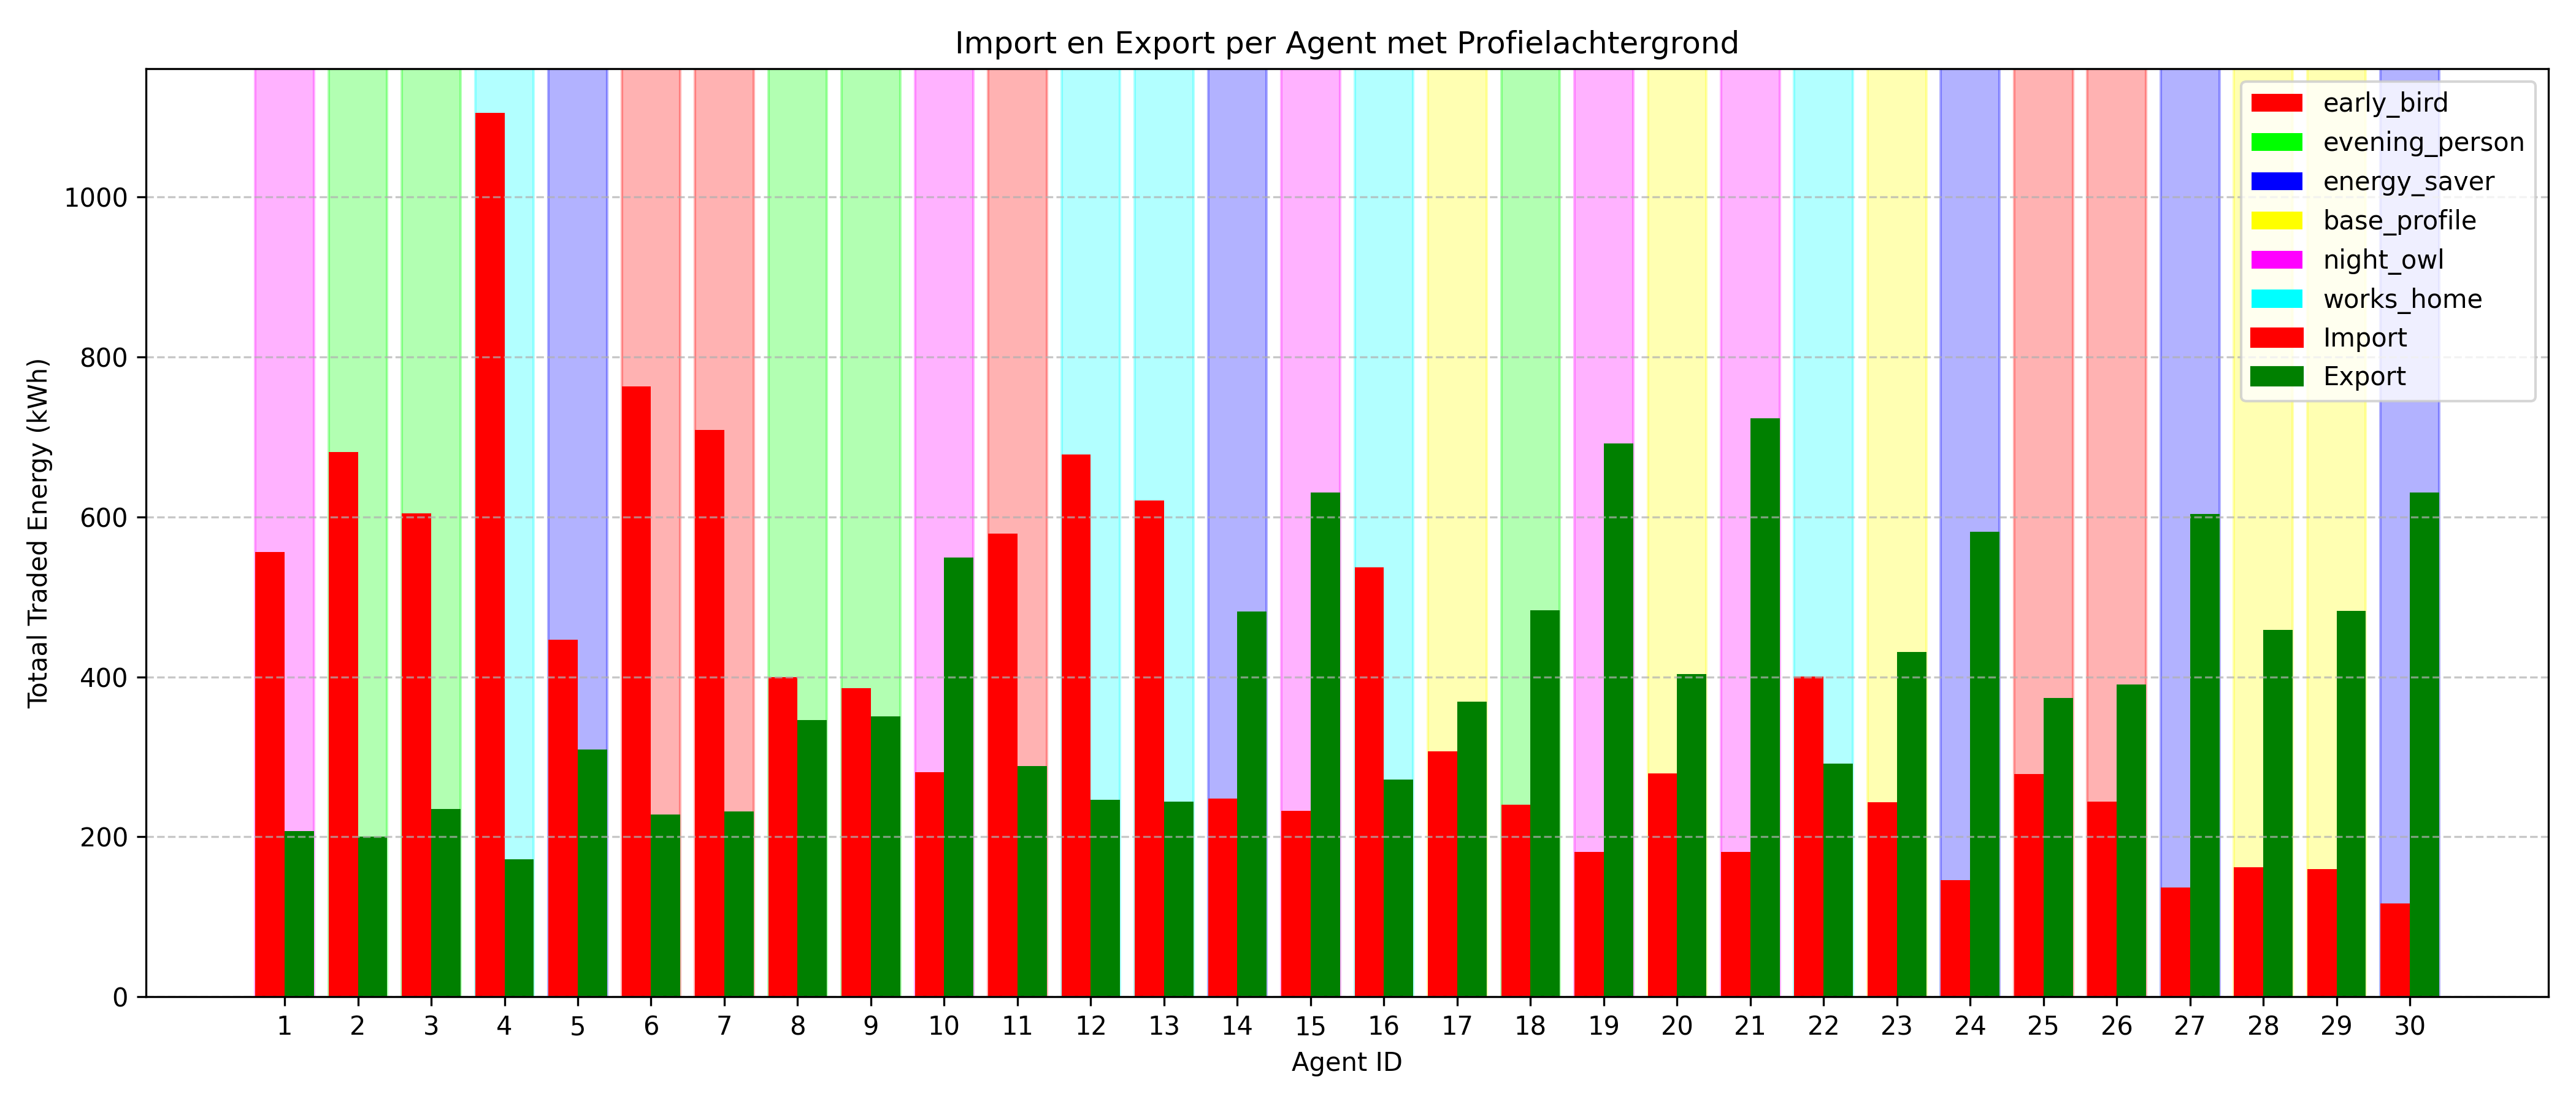 Import en Export per Agent met Profielachtergrond
Totaal Traded Energy (kWh)
1000
800
600
400
200
0
early_bird
evening_person
energy_saver
base_profile
night_owl
works_home
Import
Export
1 2 3 4 5 6 7 8 9 10 11 12 13 14 15 16 17 18 19 20 21 22 23 24 25 26 27 28 29 30
Agent ID